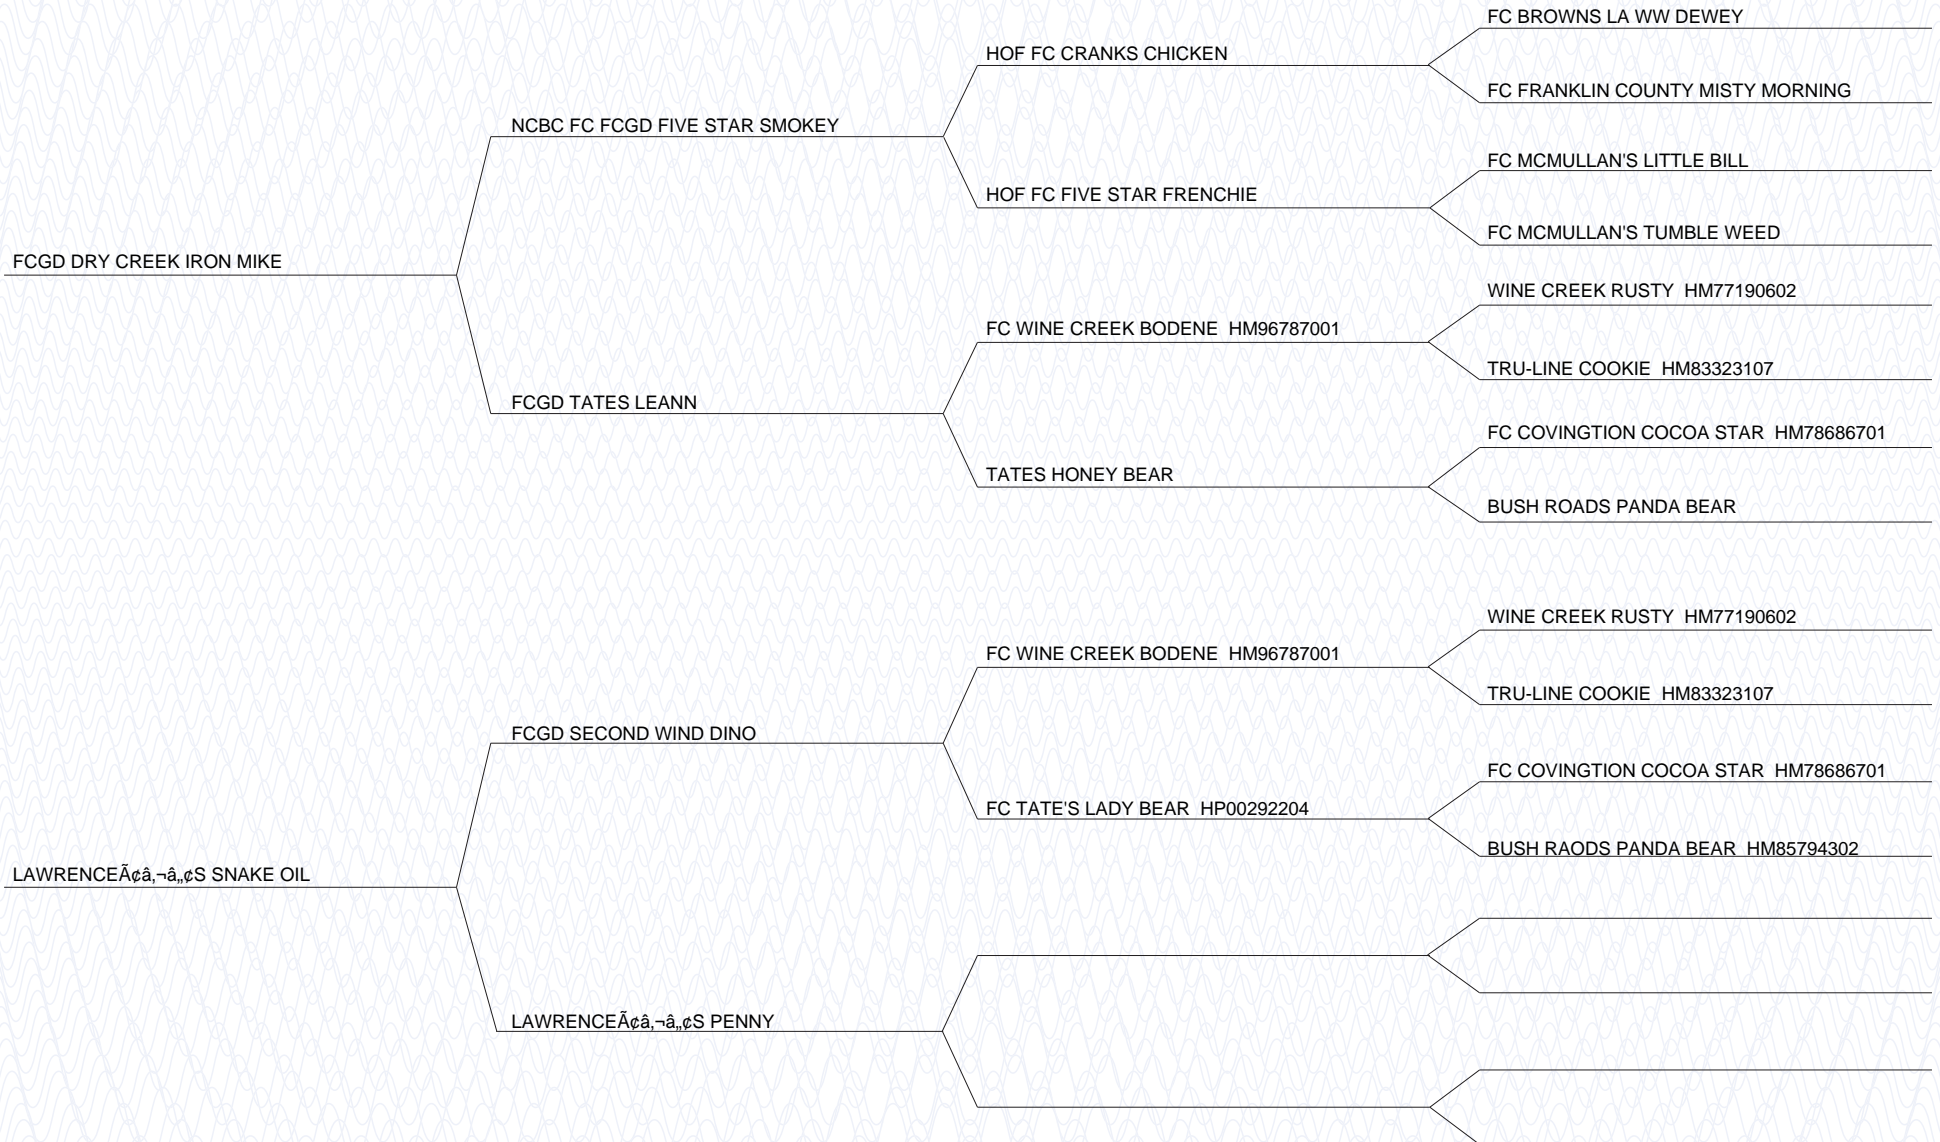 FC BROWNS LA WW DEWEY
HOF FC CRANKS CHICKEN
FC FRANKLIN COUNTY MISTY MORNING
NCBC FC FCGD FIVE STAR SMOKEY
FC MCMULLAN'S LITTLE BILL
HOF FC FIVE STAR FRENCHIE
FC MCMULLAN'S TUMBLE WEED
FCGD DRY CREEK IRON MIKE
WINE CREEK RUSTY HM77190602
FC WINE CREEK BODENE HM96787001
TRU-LINE COOKIE HM83323107
FCGD TATES LEANN
FC COVINGTION COCOA STAR HM78686701
TATES HONEY BEAR
BUSH ROADS PANDA BEAR
WINE CREEK RUSTY HM77190602
FC WINE CREEK BODENE HM96787001
TRU-LINE COOKIE HM83323107
FCGD SECOND WIND DINO
FC COVINGTION COCOA STAR HM78686701
FC TATE'S LADY BEAR HP00292204
BUSH RAODS PANDA BEAR HM85794302
LAWRENCEÃ¢â‚¬â„¢S SNAKE OIL
LAWRENCEÃ¢â‚¬â„¢S PENNY